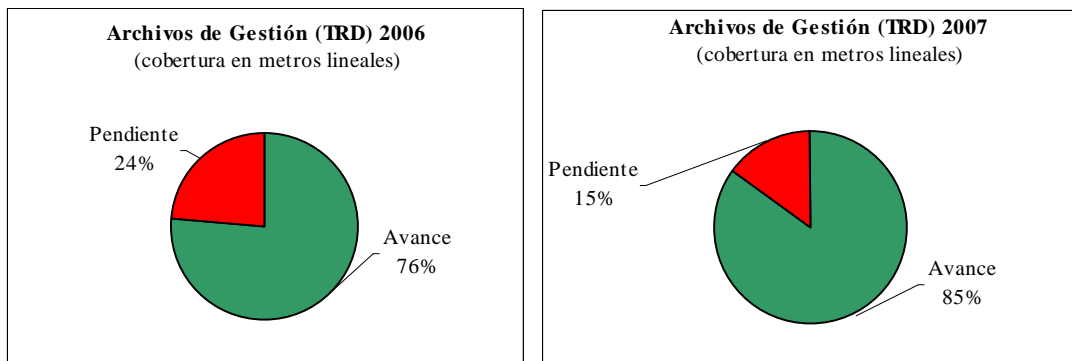 Archivos de Gestión (TRD) 2006
(cobertura en metros lineales)
Pendiente
24%
Avance
76%
Archivos de Gestión (TRD) 2007
(cobertura en metros lineales)
Pendiente
15%
Avance
85%